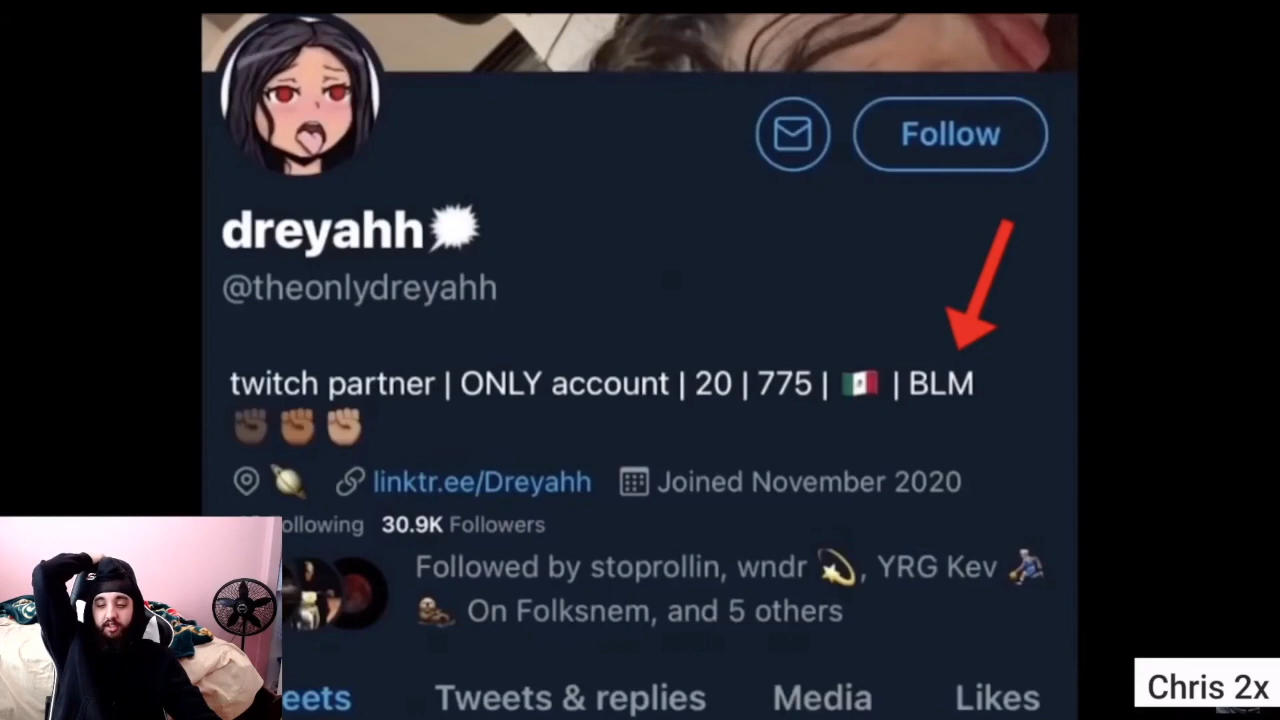 Follow
dreyahh
@theonlydreyahh
twitch partner | ONLY account | 20 | 775 | 🇲🇽 | BLM
✊🏿 ✊🏾 ✊🏽
🪐 linktr.ee/Dreyahh Joined November 2020
ollowing 30.9K Followers
Followed by stoprollin, wndr 💫, YRG Kev ⛹🏿
🦦 On Folksnem, and 5 others
eets Tweets & replies Media Likes
Chris 2x